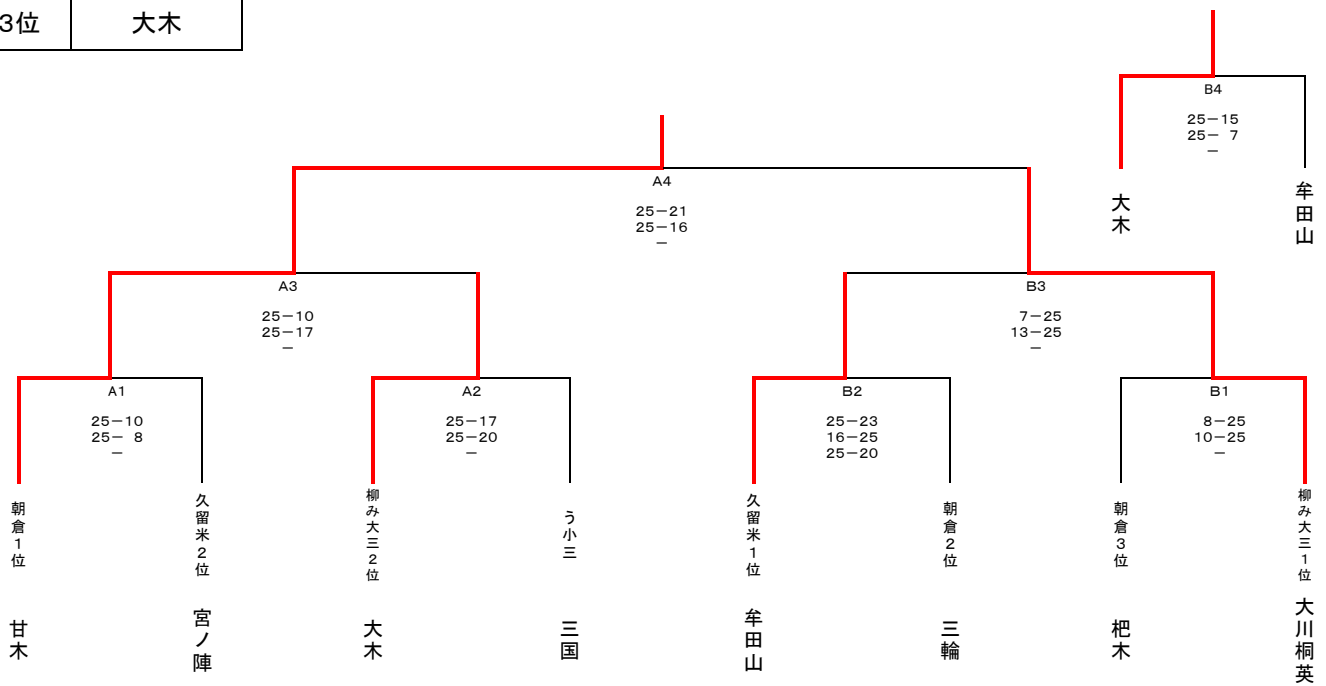 3位 大木
B4
25－15
25－ 7
－
大木
牟田山
A4
25－21
25－16
－
A3
25－10
25－17
－
B3
7－25
13－25
－
A1
25－10
25－ 8
－
A2
25－17
25－20
－
B2
25－23
16－25
25－20
B1
8－25
10－25
－
朝倉1位
久留米2位
柳み大三2位
う小三
久留米1位
朝倉2位
朝倉3位
柳み大三1位
甘木
宮ノ陣
大木
三国
牟田山
三輪
杷木
大川桐英